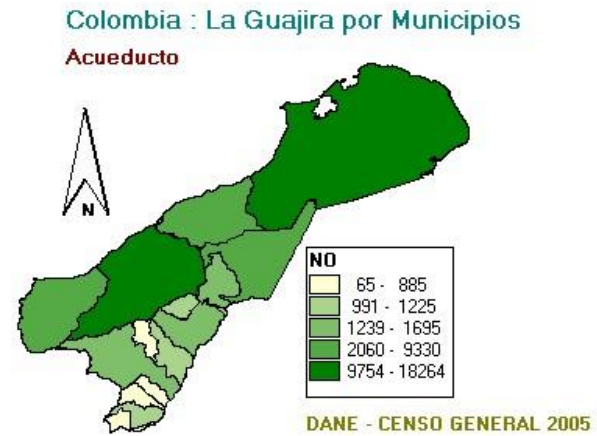 Colombia : La Guajira por Municipios
Acueducto
N
NO
65 - 885
991 - 1225
1239 - 1695
2060 - 9330
9754 - 18264
DANE - CENSO GENERAL 2005